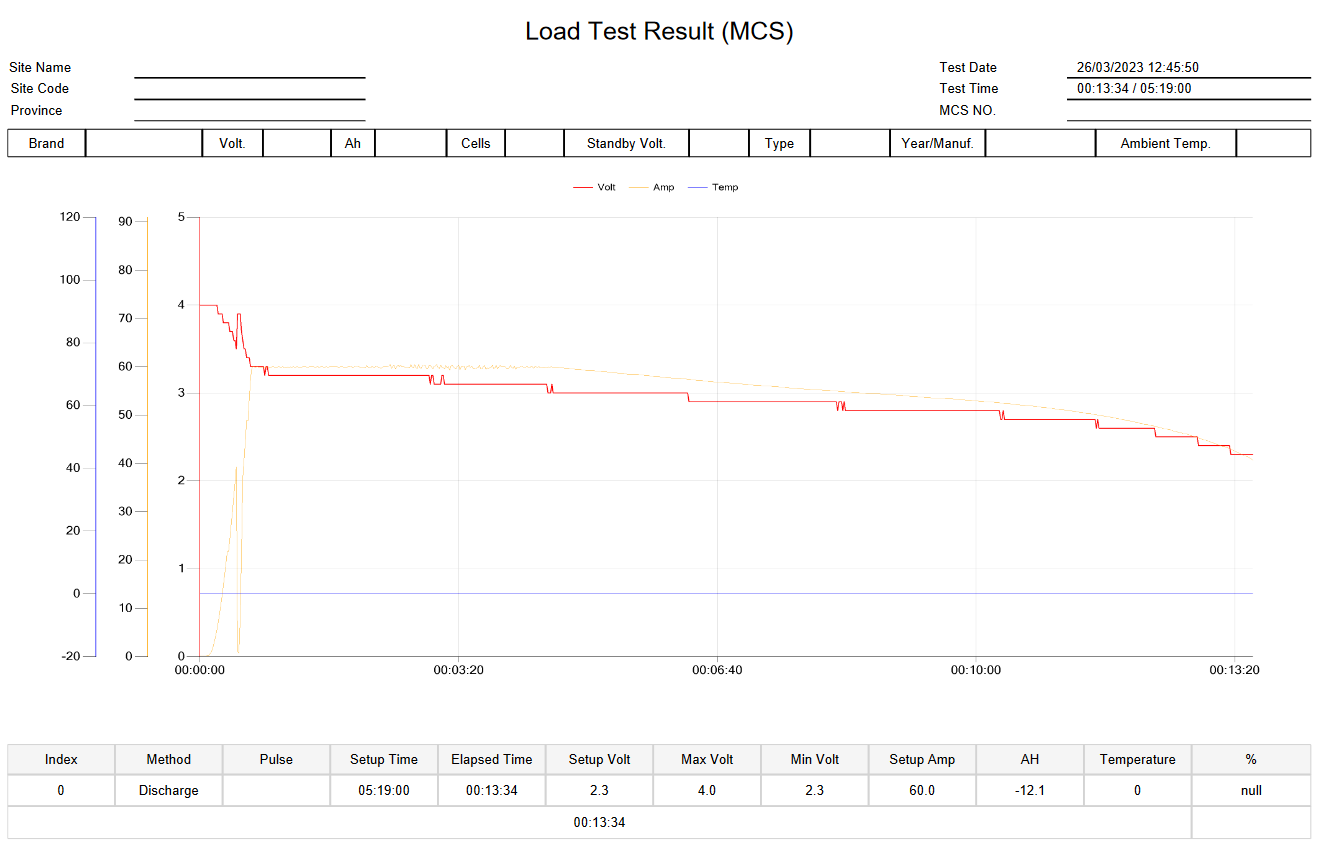 Load Test Result (MCS)
Site Name
Test Date 26/03/2023 12:45:50
Site Code
Test Time 00:13:34 / 05:19:00
Province
MCS NO.
Brand Volt. Ah Cells Standby Volt. Type Year/Manuf. Ambient Temp.
Volt Amp Temp
120 100 80 60 40 20 0 -20
90 80 70 60 50 40 30 20 10 0
5 4 3 2 1 0
00:00:00 00:03:20 00:06:40 00:10:00 00:13:20
Index Method Pulse Setup Time Elapsed Time Setup Volt Max Volt Min Volt Setup Amp AH Temperature %
0 Discharge 05:19:00 00:13:34 2.3 4.0 2.3 60.0 -12.1 0 null
00:13:34